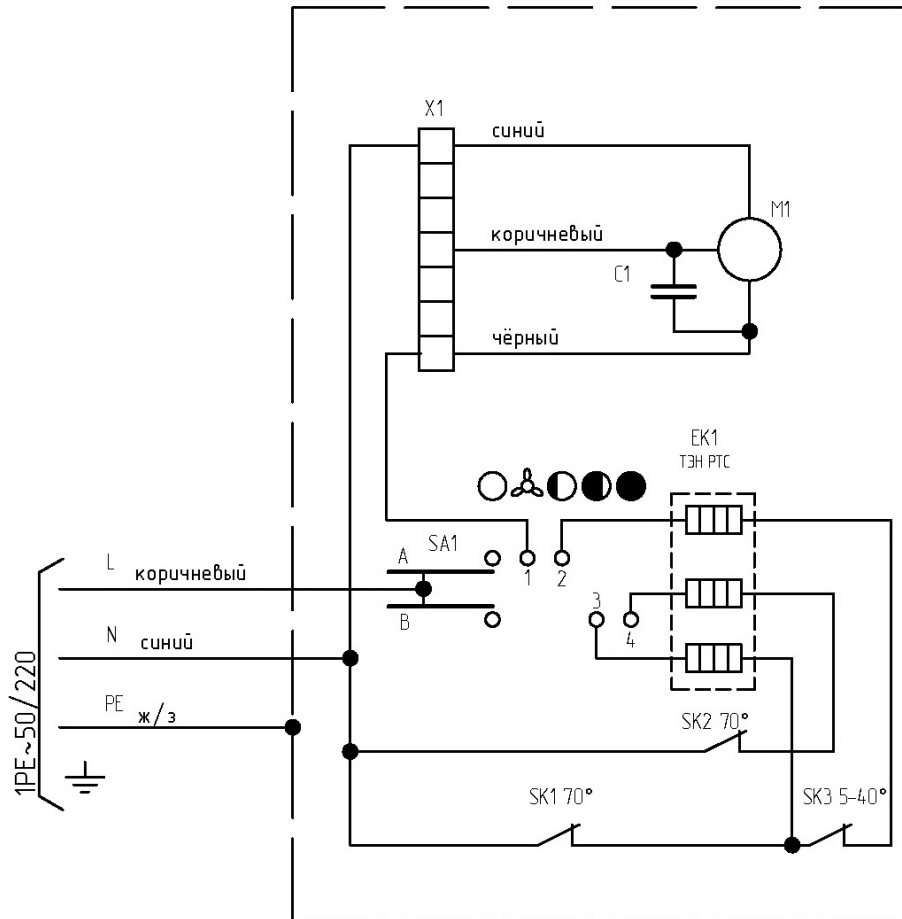 X1
синий
M1
коричневый
C1
чёрный
EK1
ТЭН РТС
SA1
A
1
2
L
коричневый
B
3
4
N
синий
PE
ж/з
1PE~50/220
SK2 70°
SK1 70°
SK3 5-40°